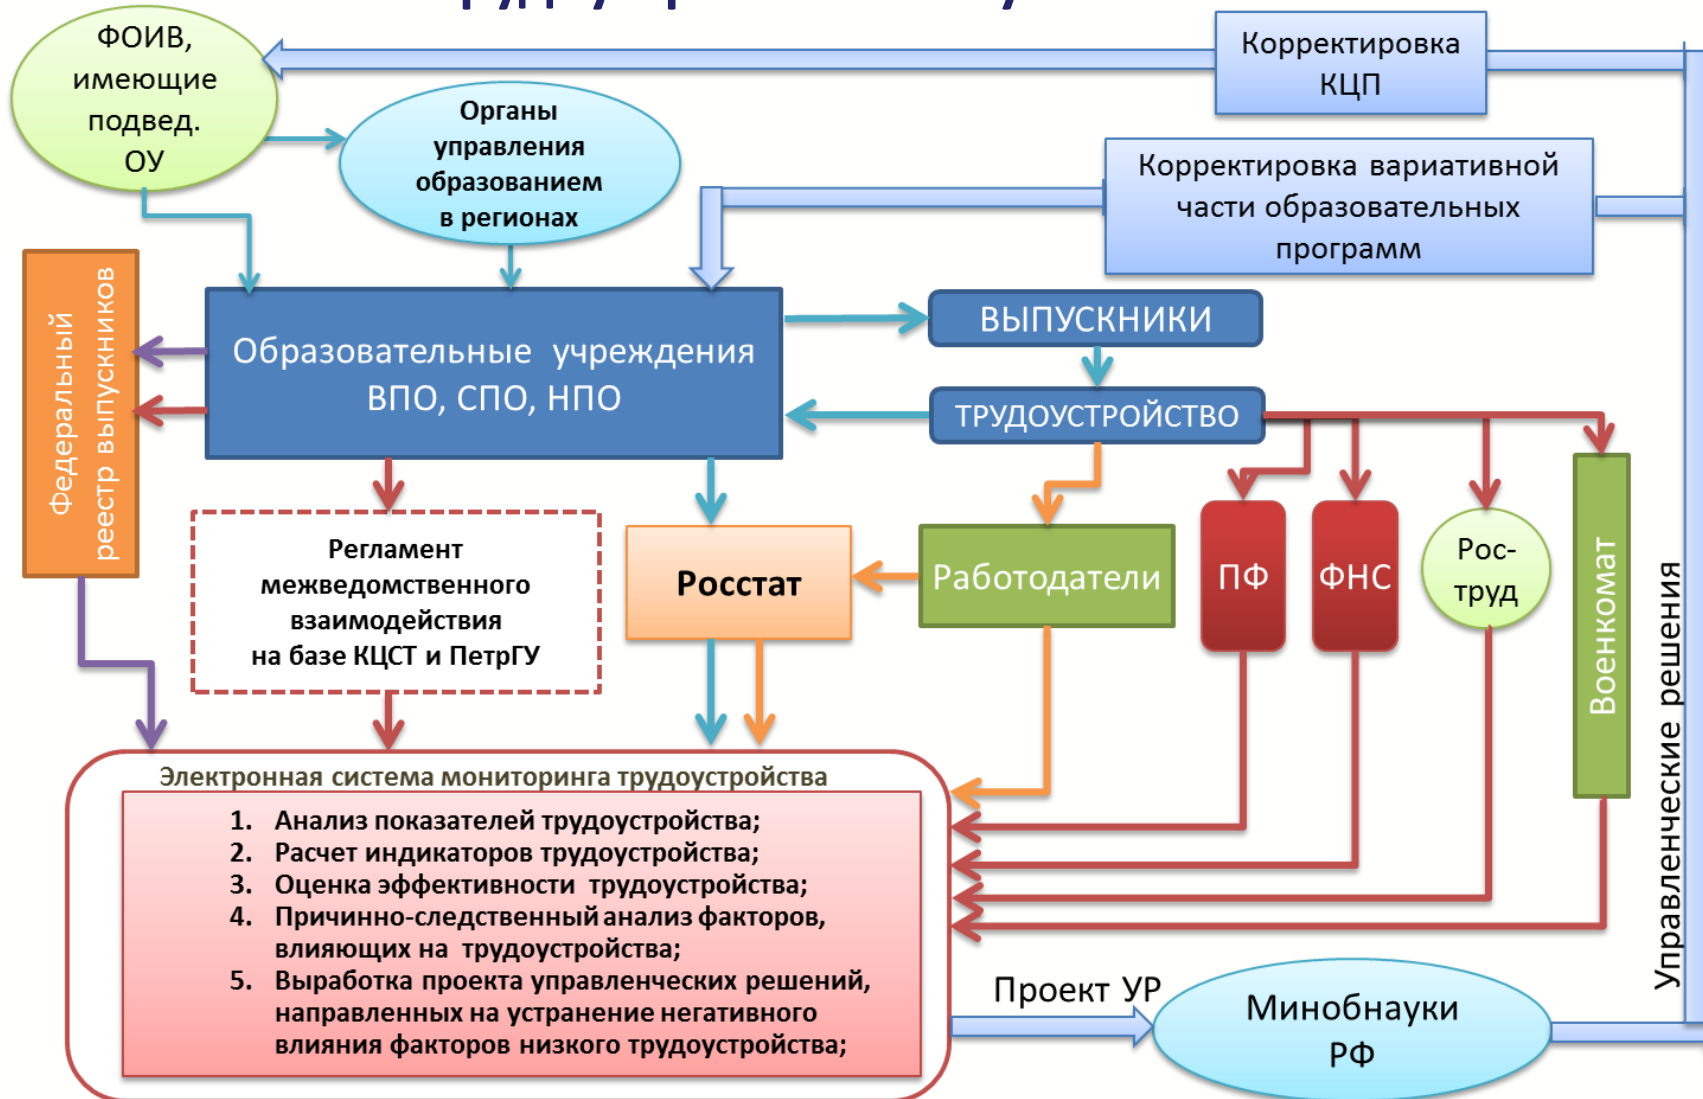 ФОИВ,
имеющие
подвед.
ОУ
Органы
управления
образованием
в регионах
Корректировка
КЦП
Корректировка вариативной
части образовательных
программ
Федеральный
реестр выпускников
Образовательные учреждения
ВПО, СПО, НПО
ВЫПУСКНИКИ
ТРУДОУСТРОЙСТВО
Регламент
межведомственного
взаимодействия
на базе КЦСТ и ПетрГУ
Росстат
Работодатели
ПФ
ФНС
Рос-
труд
Военкомат
Управленческие решения
Электронная система мониторинга трудоустройства
1. Анализ показателей трудоустройства;
2. Расчет индикаторов трудоустройства;
3. Оценка эффективности трудоустройства;
4. Причинно-следственный анализ факторов,
влияющих на трудоустройства;
5. Выработка проекта управленческих решений,
направленных на устранение негативного
влияния факторов низкого трудоустройства;
Проект УР
Минобнауки
РФ